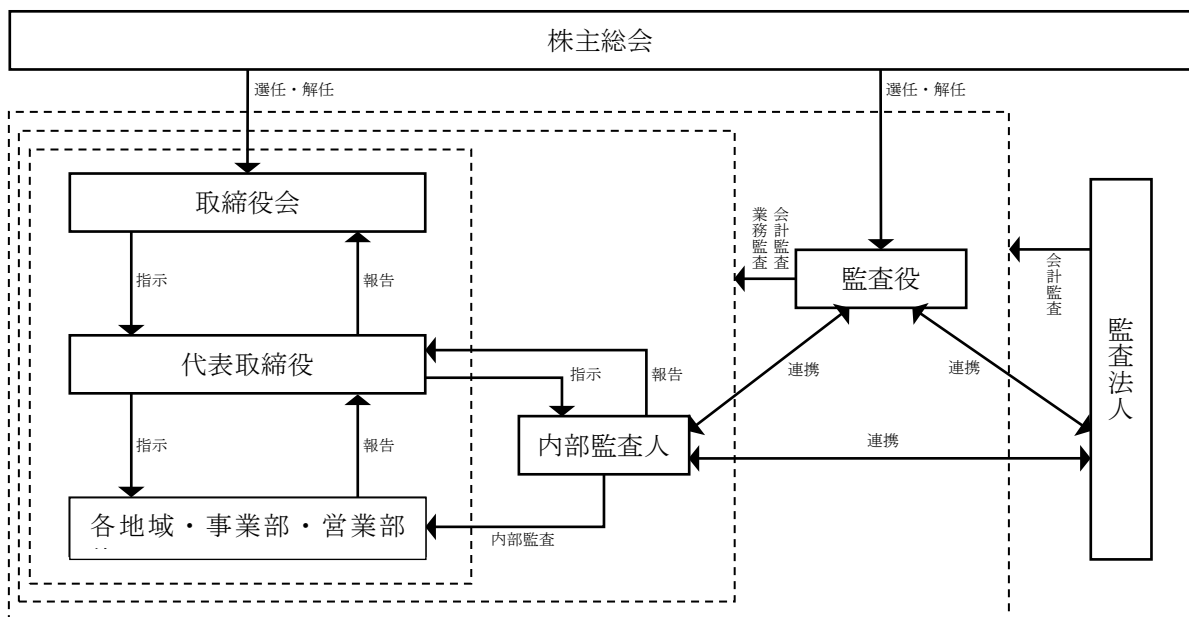 株主総会
選任・解任
選任・解任
取締役会
業務監査
会計監査
監査役
会計監査
監査法人
指示
報告
代表取締役
指示
報告
連携
連携
指示
報告
内部監査人
連携
各地域・事業部・営業部
内部監査